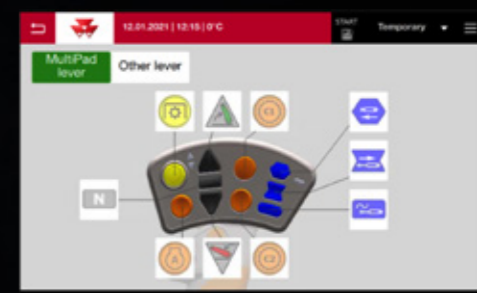 12.01.2021 | 12:15 | 0°C
START
Temporary
MultiPad
lever
Other lever
C1
N
A
C2